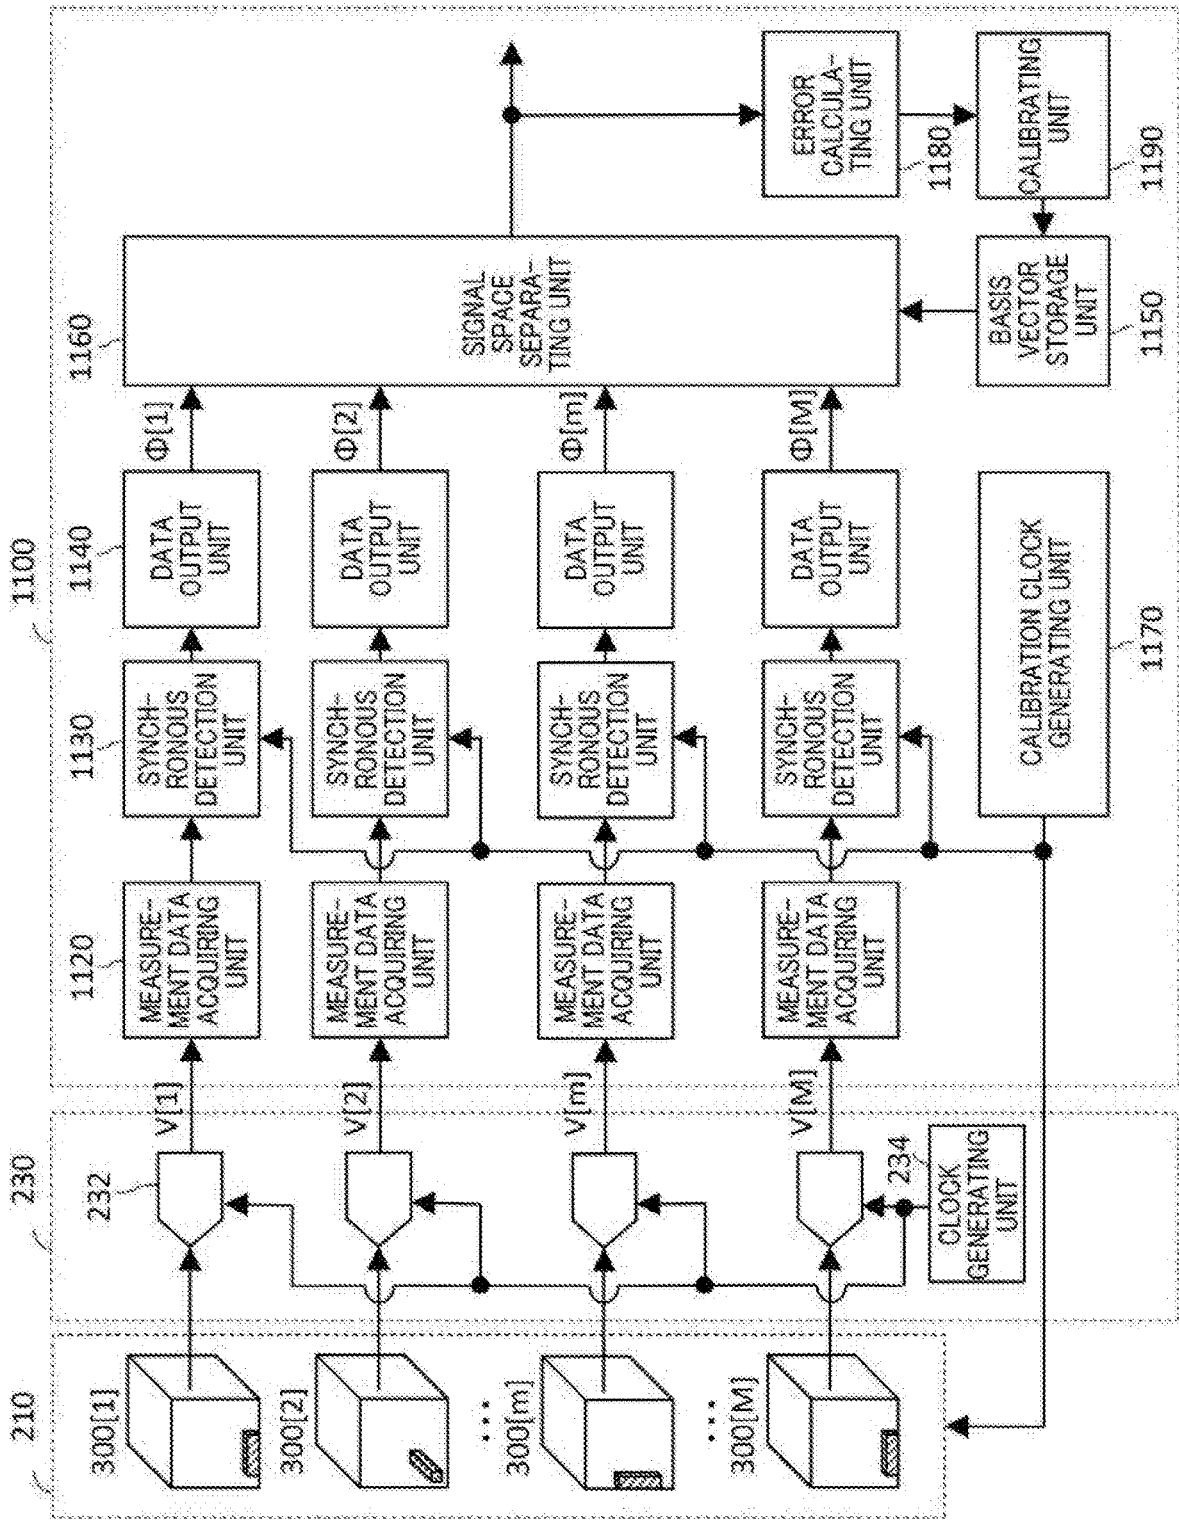 210
230
1100
300[1]
232
V[1]
1120
MEASURE-
MENT DATA
ACQUIRING
UNIT
1130
SYNCH-
RONOUS
DETECTION
UNIT
1140
DATA
OUTPUT
UNIT
Φ[1]
1160
SIGNAL
SPACE
SEPARA-
TING UNIT
300[2]
V[2]
MEASURE-
MENT DATA
ACQUIRING
UNIT
SYNCH-
RONOUS
DETECTION
UNIT
DATA
OUTPUT
UNIT
Φ[2]
...
300[m]
V[m]
MEASURE-
MENT DATA
ACQUIRING
UNIT
SYNCH-
RONOUS
DETECTION
UNIT
DATA
OUTPUT
UNIT
Φ[m]
...
300[M]
V[M]
MEASURE-
MENT DATA
ACQUIRING
UNIT
SYNCH-
RONOUS
DETECTION
UNIT
DATA
OUTPUT
UNIT
Φ[M]
ERROR
CALCULA-
TING UNIT
1180
234
CLOCK
GENERATING
UNIT
CALIBRATION CLOCK
GENERATING UNIT
1170
BASIS
VECTOR
STORAGE
UNIT
1150
CALIBRATING
UNIT
1190